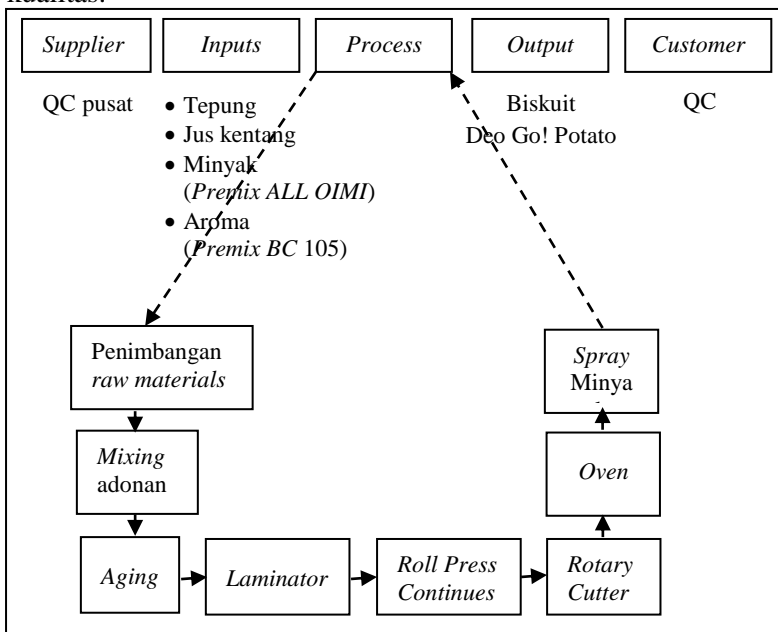 kualitas.
Supplier
Inputs
Process
Output
Customer
QC pusat
• Tepung
• Jus kentang
• Minyak
(Premix ALL OIMI)
• Aroma
(Premix BC 105)
Biskuit
Deo Go! Potato
QC
Penimbangan
raw materials
Mixing
adonan
Aging
Laminator
Roll Press
Continues
Rotary
Cutter
Oven
Spray
Minya